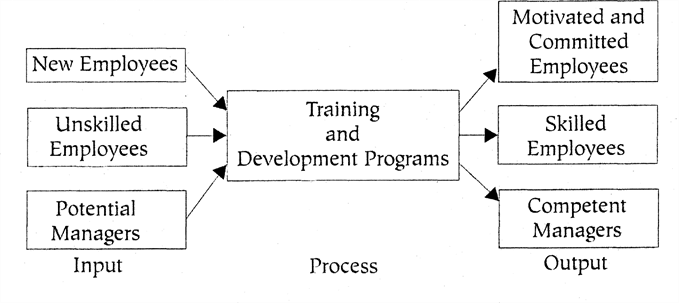 New Employees
Unskilled
Employees
Potential
Managers
Input
Training
and
Development Programs
Process
Motivated and
Committed
Employees
Skilled
Employees
Competent
Managers
Output